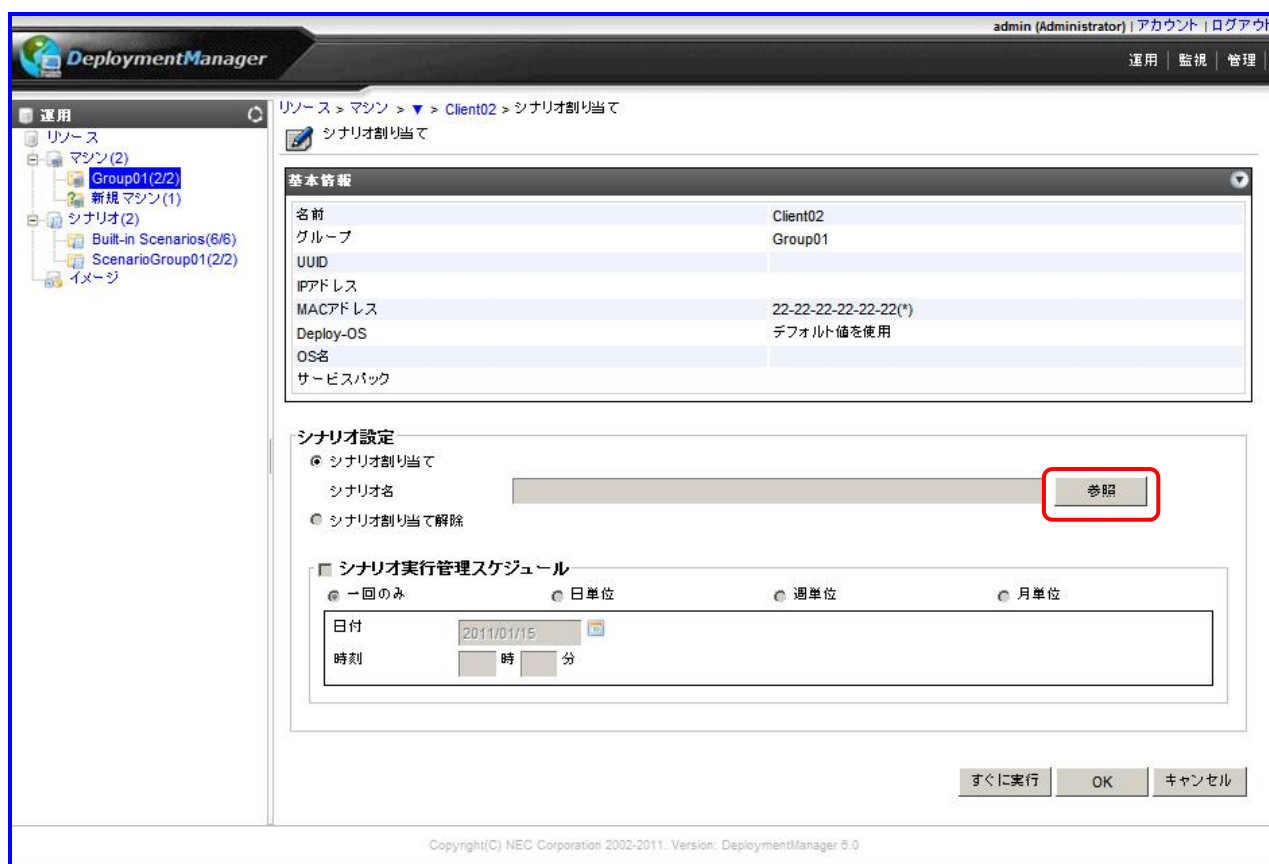 admin (Administrator) | アカウント | ログアウト
DeploymentManager
運用 | 監視 | 管理 |
運用
リソース
マシン(2)
Group01(2/2)
新規マシン(1)
シナリオ(2)
Built-in Scenarios(6/6)
ScenarioGroup01(2/2)
イメージ
リソース > マシン > ▼ > Client02 > シナリオ割り当て
シナリオ割り当て
基本情報
名前 Client02
グループ Group01
UUID
IPアドレス
MACアドレス 22-22-22-22-22-22(*)
Deploy-OS デフォルト値を使用
OS名
サービスパック
シナリオ設定
シナリオ割り当て
シナリオ名 参照
シナリオ割り当て解除
シナリオ実行管理スケジュール
一回のみ 日単位 週単位 月単位
日付 2011/01/15
時刻 時 分
すぐに実行 OK キャンセル
Copyright(C) NEC Corporation 2002-2011. Version: DeploymentManager 6.0